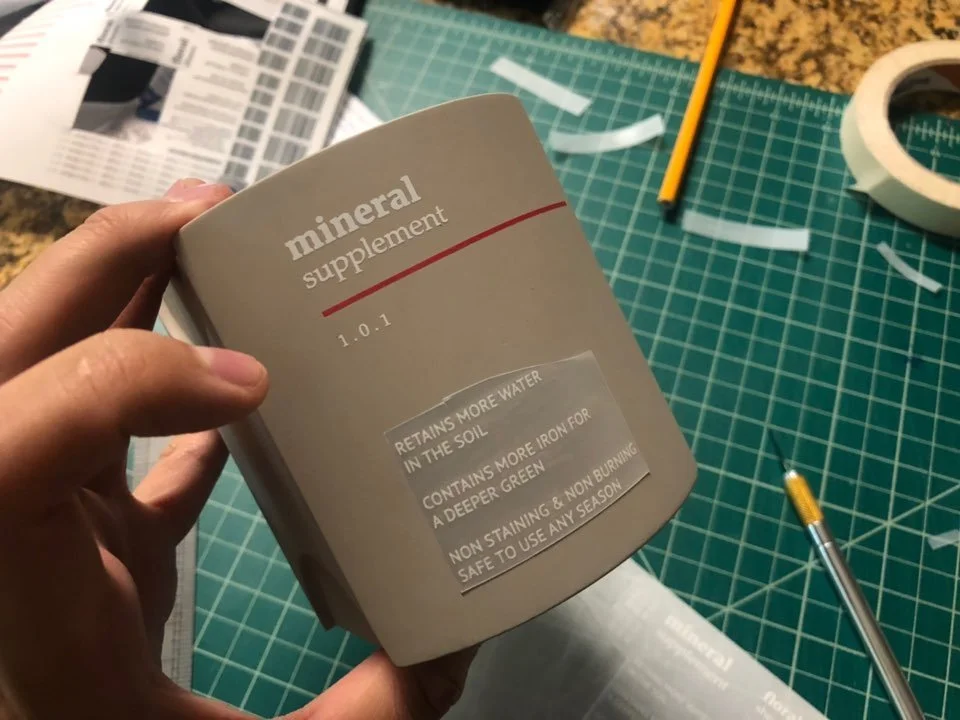 mineral
supplement
1.0.1
RETAINS MORE WATER
IN THE SOIL
CONTAINS MORE IRON FOR
A DEEPER GREEN
NON STAINING & NON BURNING
SAFE TO USE ANY SEASON
mineral
supplement